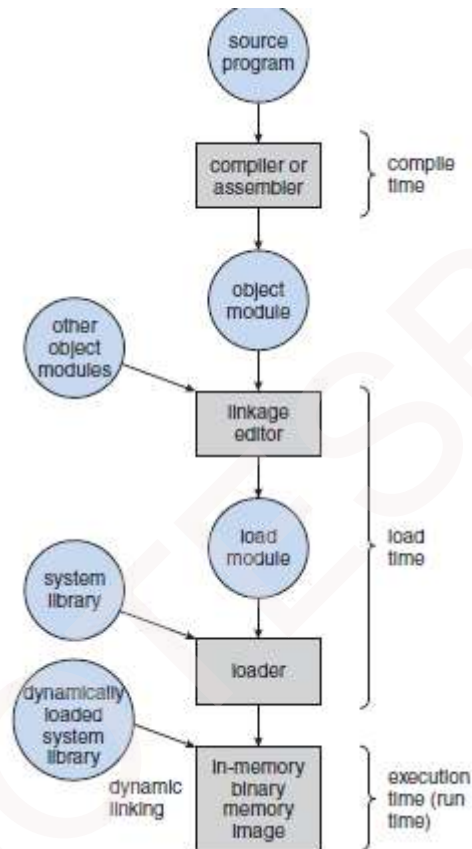 source
program
compiler or
assembler
compile
time
object
module
other
object
modules
linkage
editor
load
module
load
time
system
library
loader
dynamically
loaded
system
library
dynamic
linking
in-memory
binary
memory
image
execution
time (run
time)